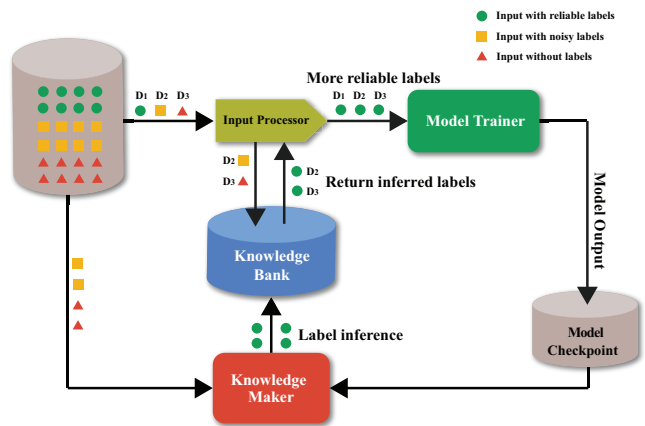 Input with reliable labels
Input with noisy labels
Input without labels
More reliable labels
D1 D2 D3
D1 D2 D3
Input Processor
Model Trainer
D2
D3
D2
D3
Return inferred labels
Model Output
Knowledge
Bank
Label inference
Model
Checkpoint
Knowledge
Maker